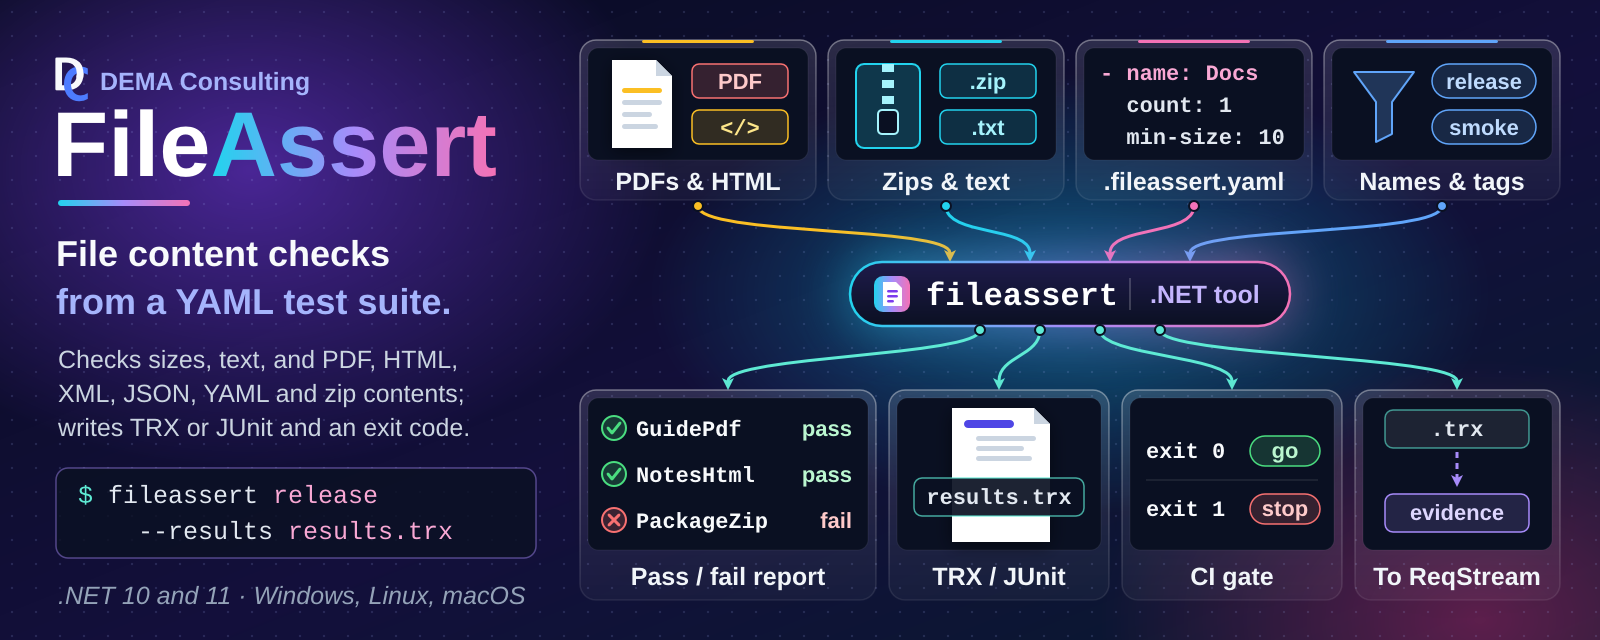 DC DEMA Consulting
FileAssert
File content checks
from a YAML test suite.
Checks sizes, text, and PDF, HTML,
XML, JSON, YAML and zip contents;
writes TRX or JUnit and an exit code.
$ fileassert release
--results results.trx
.NET 10 and 11 · Windows, Linux, macOS
PDF
</>
PDFs & HTML
.zip
.txt
Zips & text
- name: Docs
count: 1
min-size: 10
.fileassert.yaml
release
smoke
Names & tags
fileassert .NET tool
GuidePdf pass
NotesHtml pass
PackageZip fail
Pass / fail report
results.trx
TRX / JUnit
exit 0 go
exit 1 stop
CI gate
.trx
evidence
To ReqStream